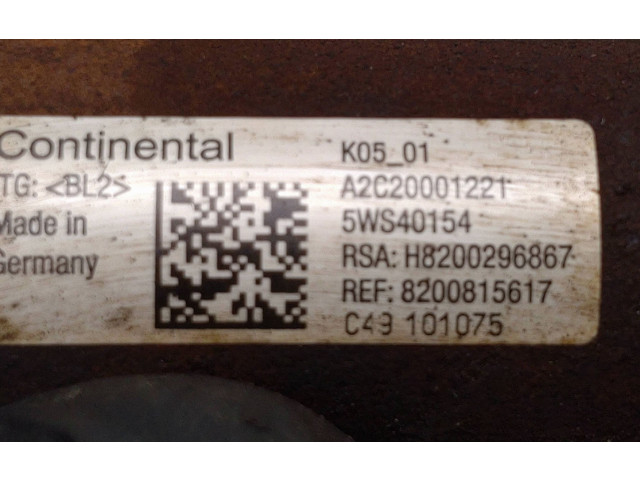 Continental
TG: <BL2>
Made in
Germany
K05_01
A2C20001221
5WS40154
RSA: H8200296867
REF: 8200815617
C49 101075